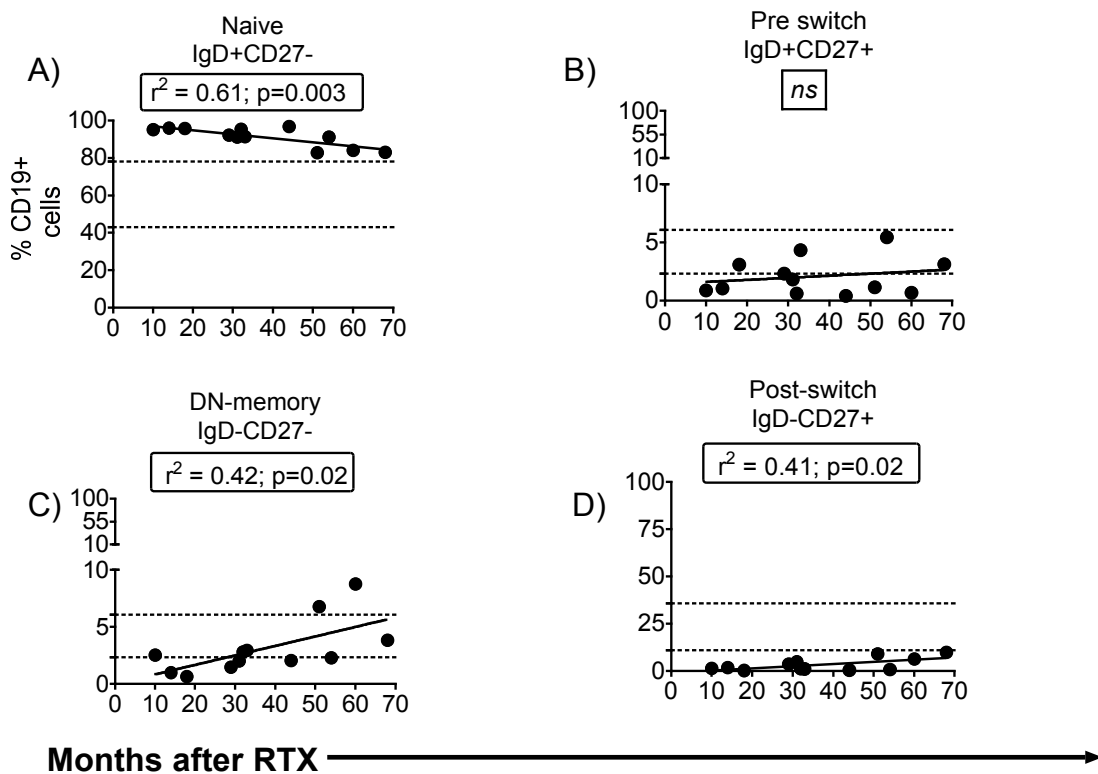 A)
Naive
IgD+CD27-
r² = 0.61; p=0.003
% CD19+
cells
100
80
60
40
20
0
0 10 20 30 40 50 60 70
B)
Pre switch
IgD+CD27+
ns
100
55
10
10
5
0
0 10 20 30 40 50 60 70
C)
DN-memory
IgD-CD27-
r² = 0.42; p=0.02
100
55
10
10
5
0
0 10 20 30 40 50 60 70
D)
Post-switch
IgD-CD27+
r² = 0.41; p=0.02
100
75
50
25
0
0 10 20 30 40 50 60 70
Months after RTX